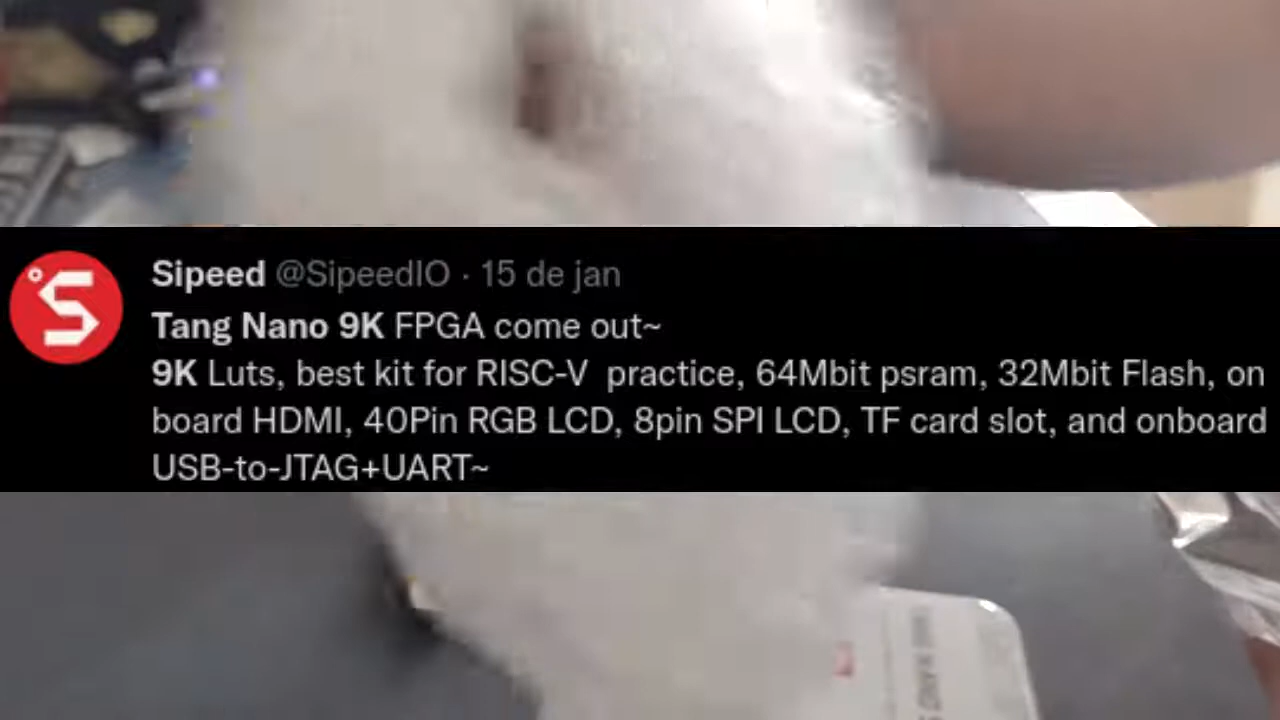 Sipeed @SipeedIO · 15 de jan
Tang Nano 9K FPGA come out~
9K Luts, best kit for RISC-V practice, 64Mbit psram, 32Mbit Flash, on
board HDMI, 40Pin RGB LCD, 8pin SPI LCD, TF card slot, and onboard
USB-to-JTAG+UART~